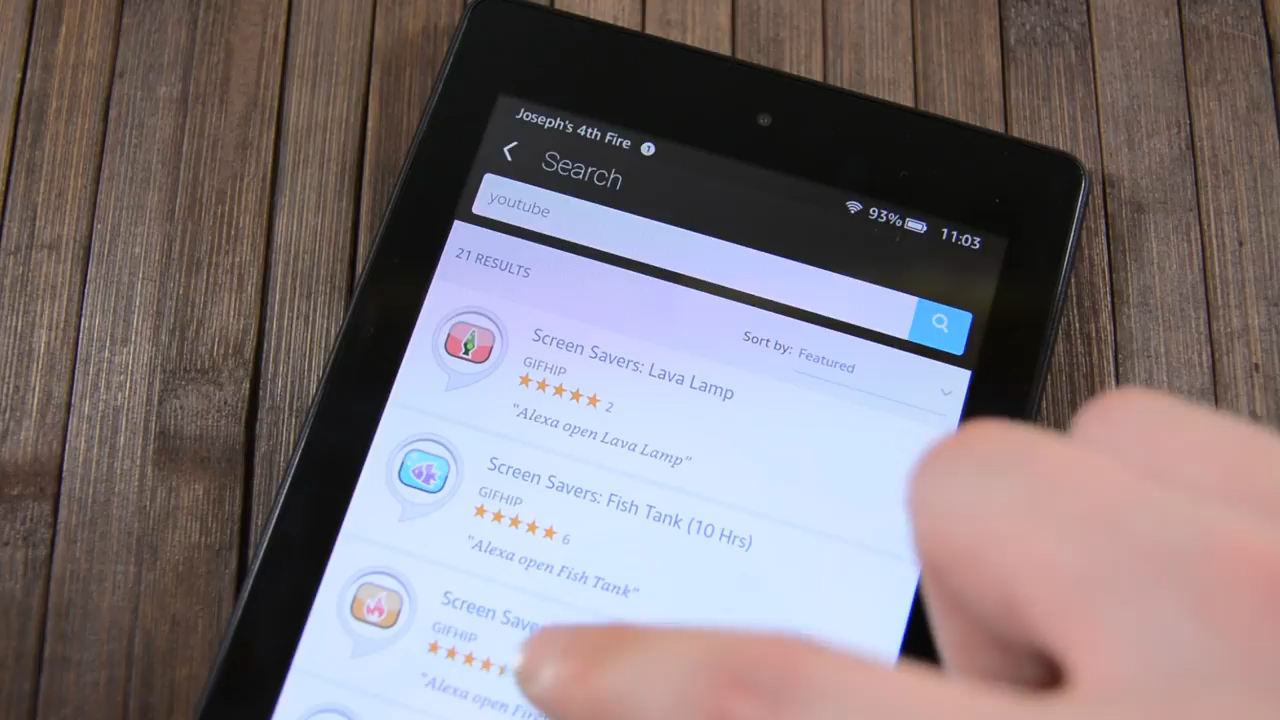 Joseph's 4th Fire 1
93% 11:03
Search
youtube
21 RESULTS
Sort by: Featured
Screen Savers: Lava Lamp
GIFHIP
2
"Alexa open Lava Lamp"
Screen Savers: Fish Tank (10 Hrs)
GIFHIP
6
"Alexa open Fish Tank"
Screen
GIFHIP
"Alexa open